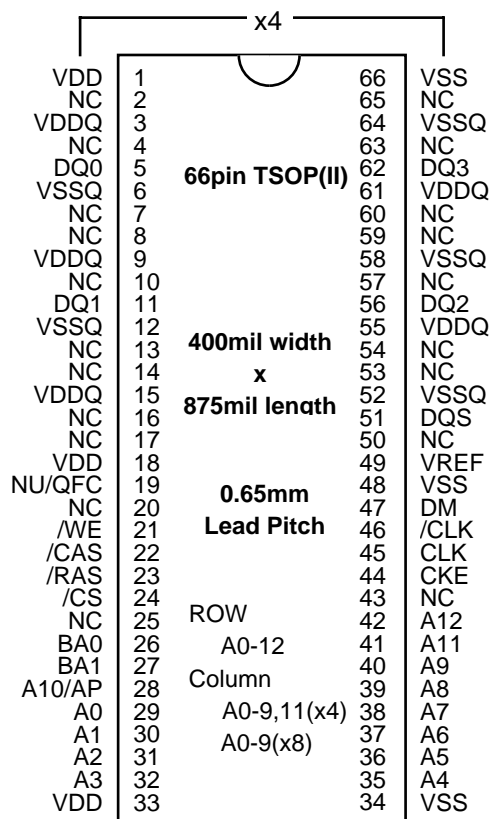 x4
VDD 1 66 VSS
NC 2 65 NC
VDDQ 3 64 VSSQ
NC 4 63 NC
DQ0 5 66pin TSOP(II) 62 DQ3
VSSQ 6 61 VDDQ
NC 7 60 NC
NC 8 59 NC
VDDQ 9 58 VSSQ
NC 10 57 NC
DQ1 11 56 DQ2
VSSQ 12 55 VDDQ
NC 13 400mil width 54 NC
NC 14 x 53 NC
VDDQ 15 875mil length 52 VSSQ
NC 16 51 DQS
NC 17 50 NC
VDD 18 49 VREF
NU/QFC 19 0.65mm 48 VSS
NC 20 Lead Pitch 47 DM
/WE 21 46 /CLK
/CAS 22 45 CLK
/RAS 23 44 CKE
/CS 24 43 NC
NC 25 ROW 42 A12
BA0 26 A0-12 41 A11
BA1 27 Column 40 A9
A10/AP 28 39 A8
A0 29 A0-9,11(x4) 38 A7
A1 30 A0-9(x8) 37 A6
A2 31 36 A5
A3 32 35 A4
VDD 33 34 VSS